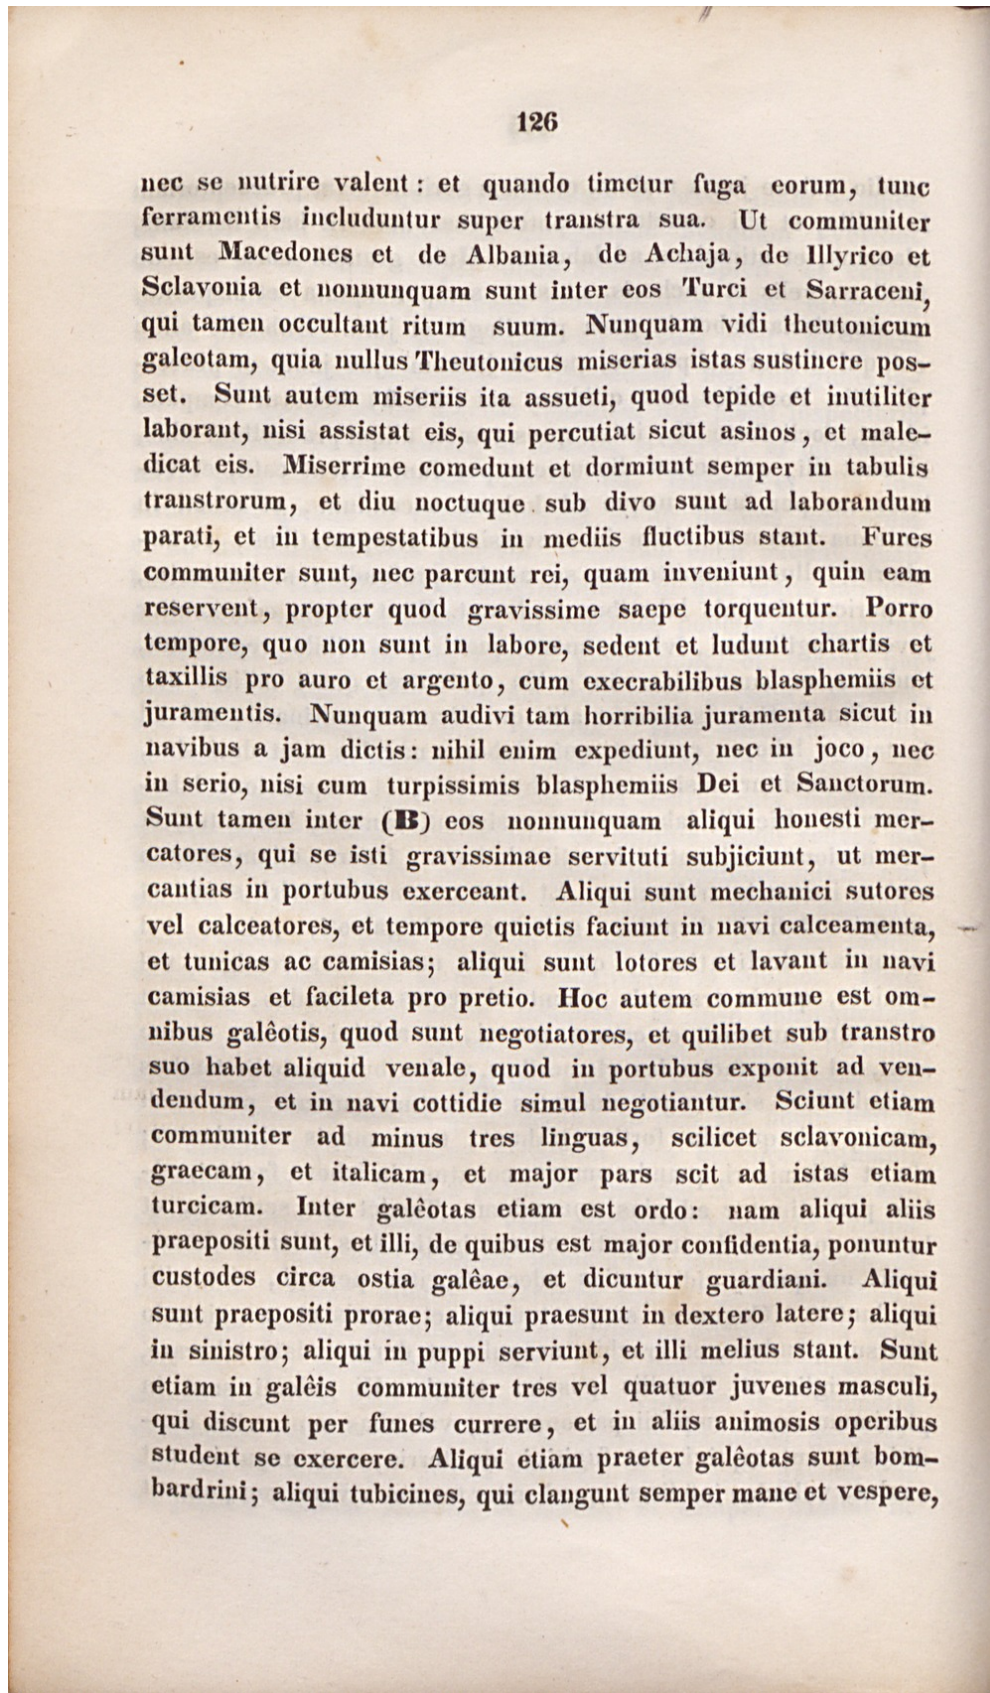 126
nec se nutrire valent : et quando timetur fuga eorum, tunc
ferramentis includuntur super transtra sua. Ut communiter
sunt Macedones et de Albania, de Achaja, de Illyrico et
Sclavonia et nonnunquam sunt inter eos Turci et Sarraceni,
qui tamen occultant ritum suum. Nunquam vidi theutonicum
galeotam, quia nullus Theutonicus miserias istas sustinere pos-
set. Sunt autem miseriis ita assueti, quod tepide et inutiliter
laborant, nisi assistat eis, qui percutiat sicut asinos, et male-
dicat eis. Miserrime comedunt et dormiunt semper in tabulis
transtrorum, et diu noctuque sub divo sunt ad laborandum
parati, et in tempestatibus in mediis fluctibus stant. Fures
communiter sunt, nec parcunt rei, quam inveniunt, quin eam
reservent, propter quod gravissime saepe torquentur. Porro
tempore, quo non sunt in labore, sedent et ludunt chartis et
taxillis pro auro et argento, cum execrabilibus blasphemiis et
juramentis. Nunquam audivi tam horribilia juramenta sicut in
navibus a jam dictis: nihil enim expediunt, nec in joco, nec
in serio, nisi cum turpissimis blasphemiis Dei et Sanctorum.
Sunt tamen inter (B) eos nonnunquam aliqui honesti mer-
catores, qui se isti gravissimae servituti subjiciunt, ut mer-
cantias in portubus exerceant. Aliqui sunt mechanici sutores
vel calceatores, et tempore quietis faciunt in navi calceamenta,
et tunicas ac camisias; aliqui sunt lotores et lavant in navi
camisias et facileta pro pretio. Hoc autem commune est om-
nibus galêotis, quod sunt negotiatores, et quilibet sub transtro
suo habet aliquid venale, quod in portubus exponit ad ven-
dendum, et in navi cottidie simul negotiantur. Sciunt etiam
communiter ad minus tres linguas, scilicet sclavonicam,
graecam, et italicam, et major pars scit ad istas etiam
turcicam. Inter galêotas etiam est ordo: nam aliqui aliis
praepositi sunt, et illi, de quibus est major confidentia, ponuntur
custodes circa ostia galêae, et dicuntur guardiani. Aliqui
sunt praepositi prorae; aliqui praesunt in dextero latere; aliqui
in sinistro; aliqui in puppi serviunt, et illi melius stant. Sunt
etiam in galêis communiter tres vel quatuor juvenes masculi,
qui discunt per funes currere, et in aliis animosis operibus
student se exercere. Aliqui etiam praeter galêotas sunt bom-
bardrini; aliqui tubicines, qui clangunt semper mane et vespere,